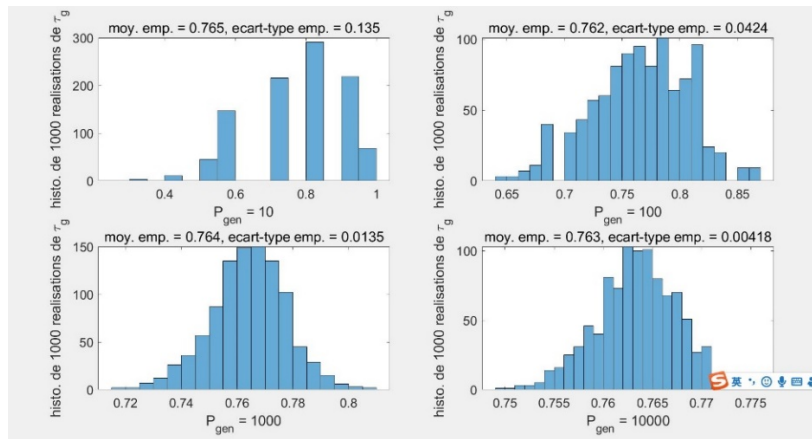 moy. emp. = 0.765, ecart-type emp. = 0.135
histo. de 1000 realisations de τg
300
200
100
0
0.4 0.6 0.8 1
Pgen = 10
moy. emp. = 0.762, ecart-type emp. = 0.0424
histo. de 1000 realisations de τg
100
50
0
0.65 0.7 0.75 0.8 0.85
Pgen = 100
moy. emp. = 0.764, ecart-type emp. = 0.0135
histo. de 1000 realisations de τg
150
100
50
0
0.72 0.74 0.76 0.78 0.8
Pgen = 1000
moy. emp. = 0.763, ecart-type emp. = 0.00418
histo. de 1000 realisations de τg
100
50
0
0.75 0.755 0.76 0.765 0.77 0.775
Pgen = 10000
S 英